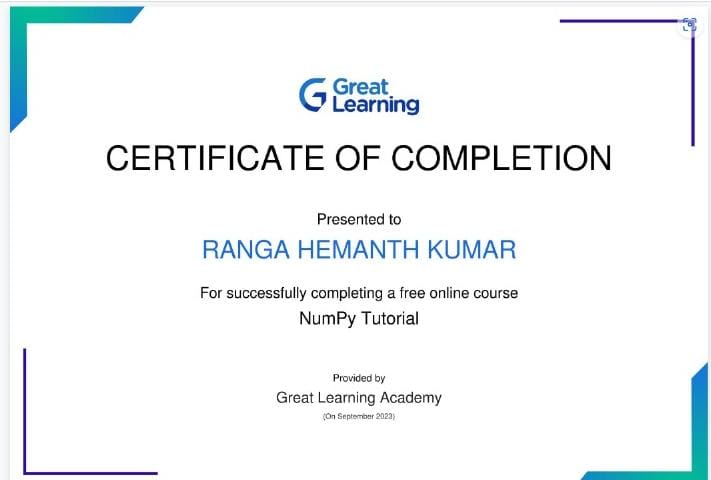 Great
Learning
CERTIFICATE OF COMPLETION
Presented to
RANGA HEMANTH KUMAR
For successfully completing a free online course
NumPy Tutorial
Provided by
Great Learning Academy
(On September 2023)